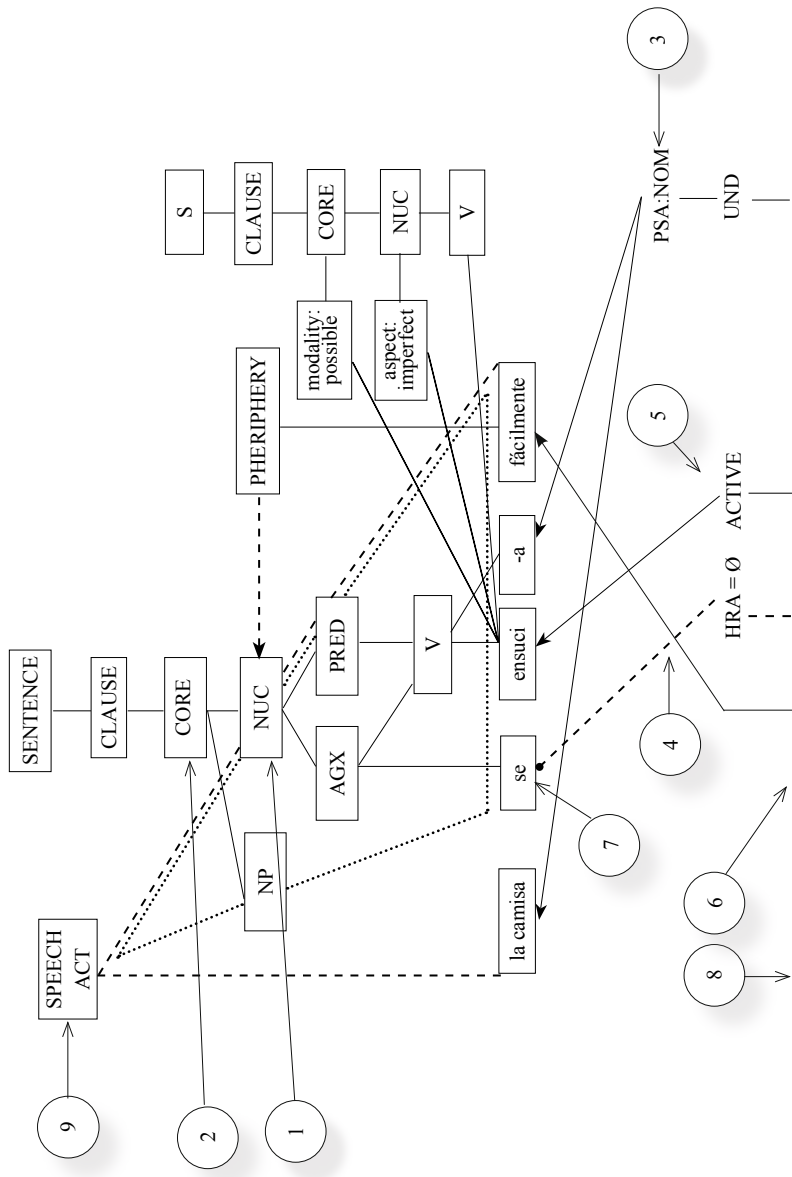 SPEECH
ACT
SENTENCE
CLAUSE
CORE
NUC
NP
AGX
PRED
V
PHERIPHERY
S
CLAUSE
CORE
NUC
V
modality:
possible
aspect:
imperfect
la camisa
se
ensuci
-a
fácilmente
HRA = Ø
ACTIVE
PSA:NOM
UND
9
2
1
7
4
6
8
5
3